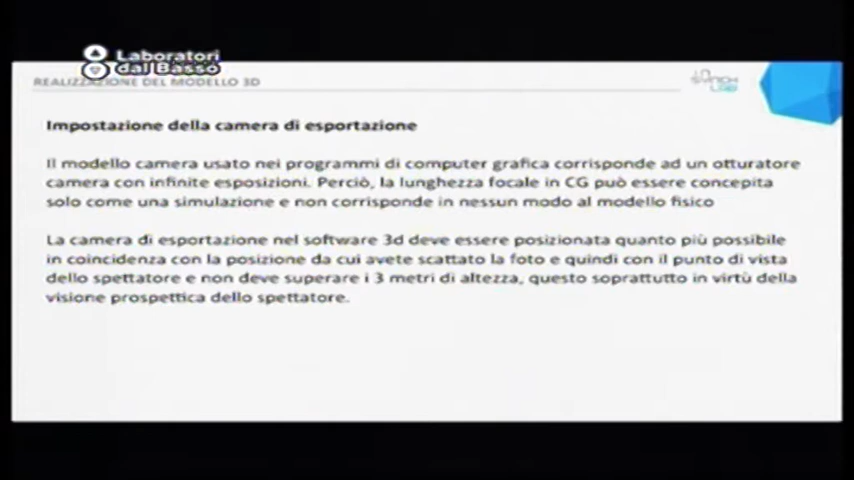 Laboratori
dal Basso
REALIZZAZIONE DEL MODELLO 3D
Impostazione della camera di esportazione
Il modello camera usato nei programmi di computer grafica corrisponde ad un otturatore
camera con infinite esposizioni. Perciò, la lunghezza focale in CG può essere concepita
solo come una simulazione e non corrisponde in nessun modo al modello fisico
La camera di esportazione nel software 3d deve essere posizionata quanto più possibile
in coincidenza con la posizione da cui avete scattato la foto e quindi con il punto di vista
dello spettatore e non deve superare i 3 metri di altezza, questo soprattutto in virtù della
visione prospettica dello spettatore.